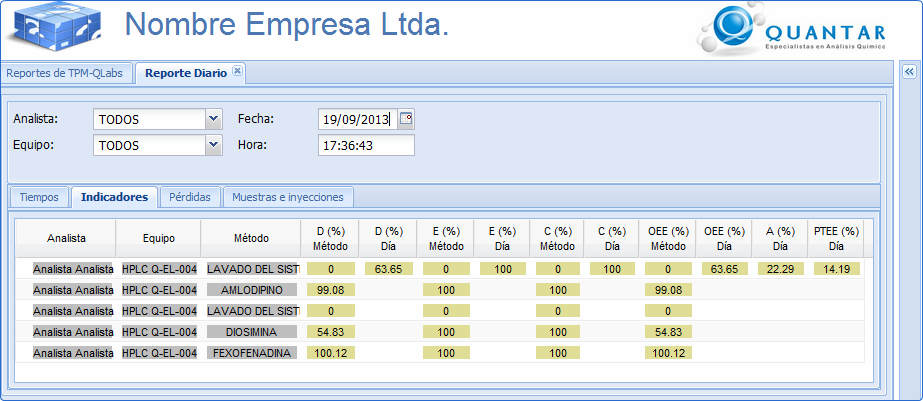 Nombre Empresa Ltda.
QUANTAR
Especialistas en Análisis Químico
Reportes de TPM-QLabs Reporte Diario
Analista: TODOS Fecha: 19/09/2013
Equipo: TODOS Hora: 17:36:43
Tiempos Indicadores Pérdidas Muestras e inyecciones
Analista Equipo Método D (%) Método D (%) Día E (%) Método E (%) Día C (%) Método C (%) Día OEE (%) Método OEE (%) Día A (%) Día PTEE (%) Día
Analista Analista HPLC Q-EL-004 LAVADO DEL SIST 0 63.65 0 100 0 100 0 63.65 22.29 14.19
Analista Analista HPLC Q-EL-004 AMLODIPINO 99.08 100 100 99.08
Analista Analista HPLC Q-EL-004 LAVADO DEL SIST 0 0 0 0
Analista Analista HPLC Q-EL-004 DIOSIMINA 54.83 100 100 54.83
Analista Analista HPLC Q-EL-004 FEXOFENADINA 100.12 100 100 100.12